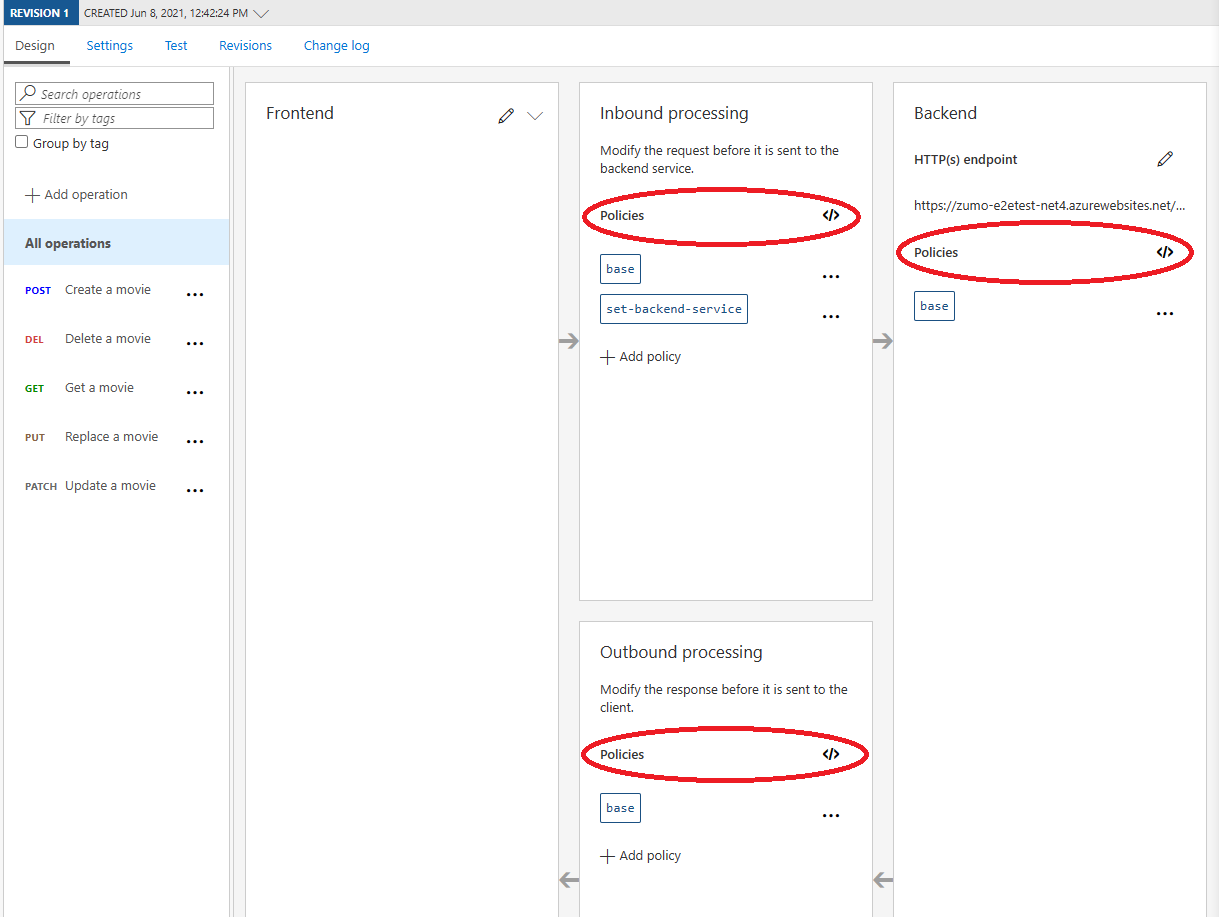 REVISION 1 CREATED Jun 8, 2021, 12:42:24 PM
Design Settings Test Revisions Change log
Search operations
Filter by tags
Group by tag
Add operation
All operations
POST Create a movie
DEL Delete a movie
GET Get a movie
PUT Replace a movie
PATCH Update a movie
Frontend
Inbound processing
Modify the request before it is sent to the
backend service.
Policies </>
base
set-backend-service
Add policy
Outbound processing
Modify the response before it is sent to the
client.
Policies </>
base
Add policy
Backend
HTTP(s) endpoint
https://zumo-e2etest-net4.azurewebsites.net/...
Policies </>
base